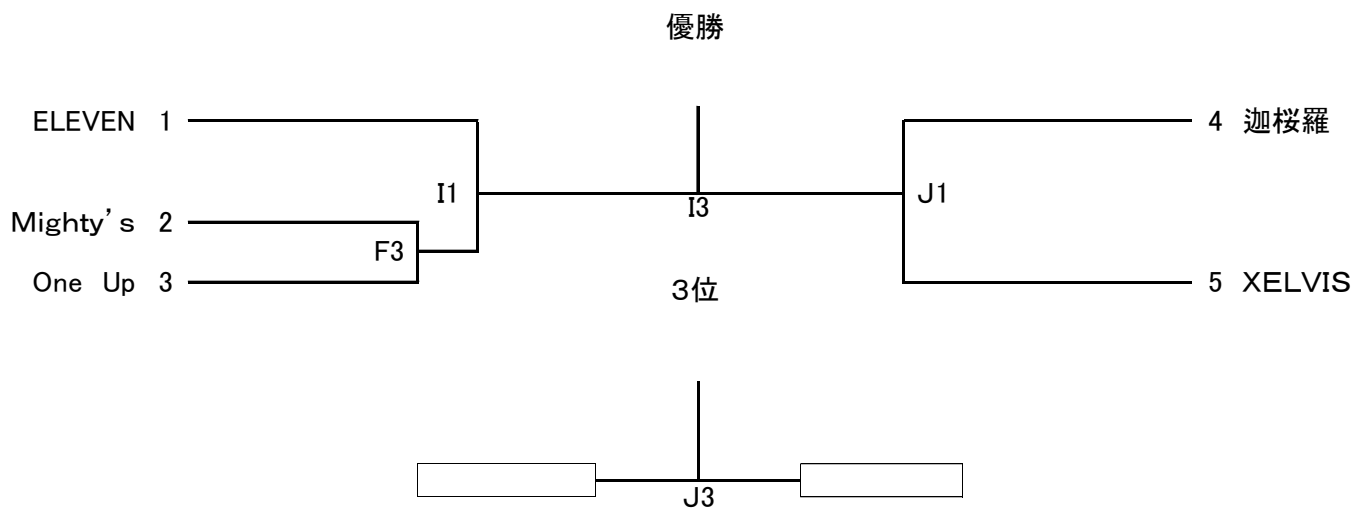 優勝
ELEVEN 1
4 迦桜羅
I1
I3
J1
Mighty's 2
F3
One Up 3
3位
5 XELVIS
J3